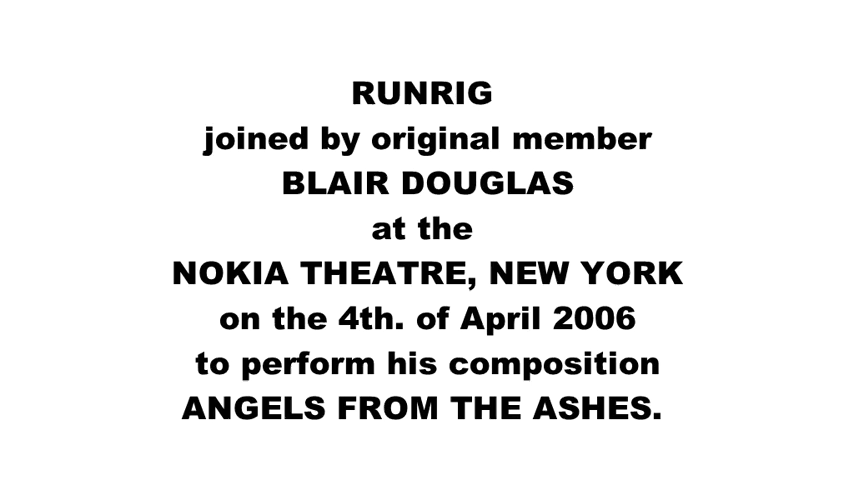 RUNRIG
joined by original member
BLAIR DOUGLAS
at the
NOKIA THEATRE, NEW YORK
on the 4th. of April 2006
to perform his composition
ANGELS FROM THE ASHES.